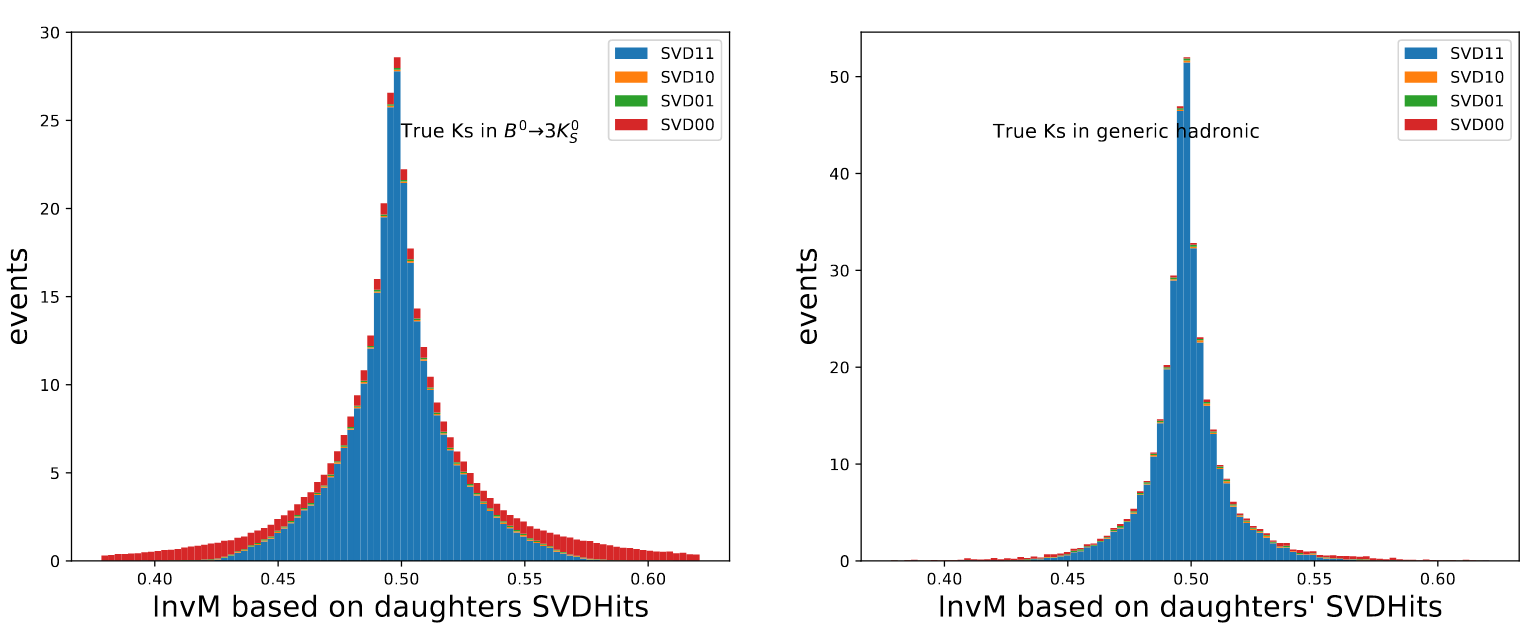 30
25
20
15
10
5
0
events
SVD11
SVD10
SVD01
SVD00
True Ks in B⁰→3K⁰_S
0.40 0.45 0.50 0.55 0.60
InvM based on daughters SVDHits
50
40
30
20
10
0
events
SVD11
SVD10
SVD01
SVD00
True Ks in generic hadronic
0.40 0.45 0.50 0.55 0.60
InvM based on daughters' SVDHits